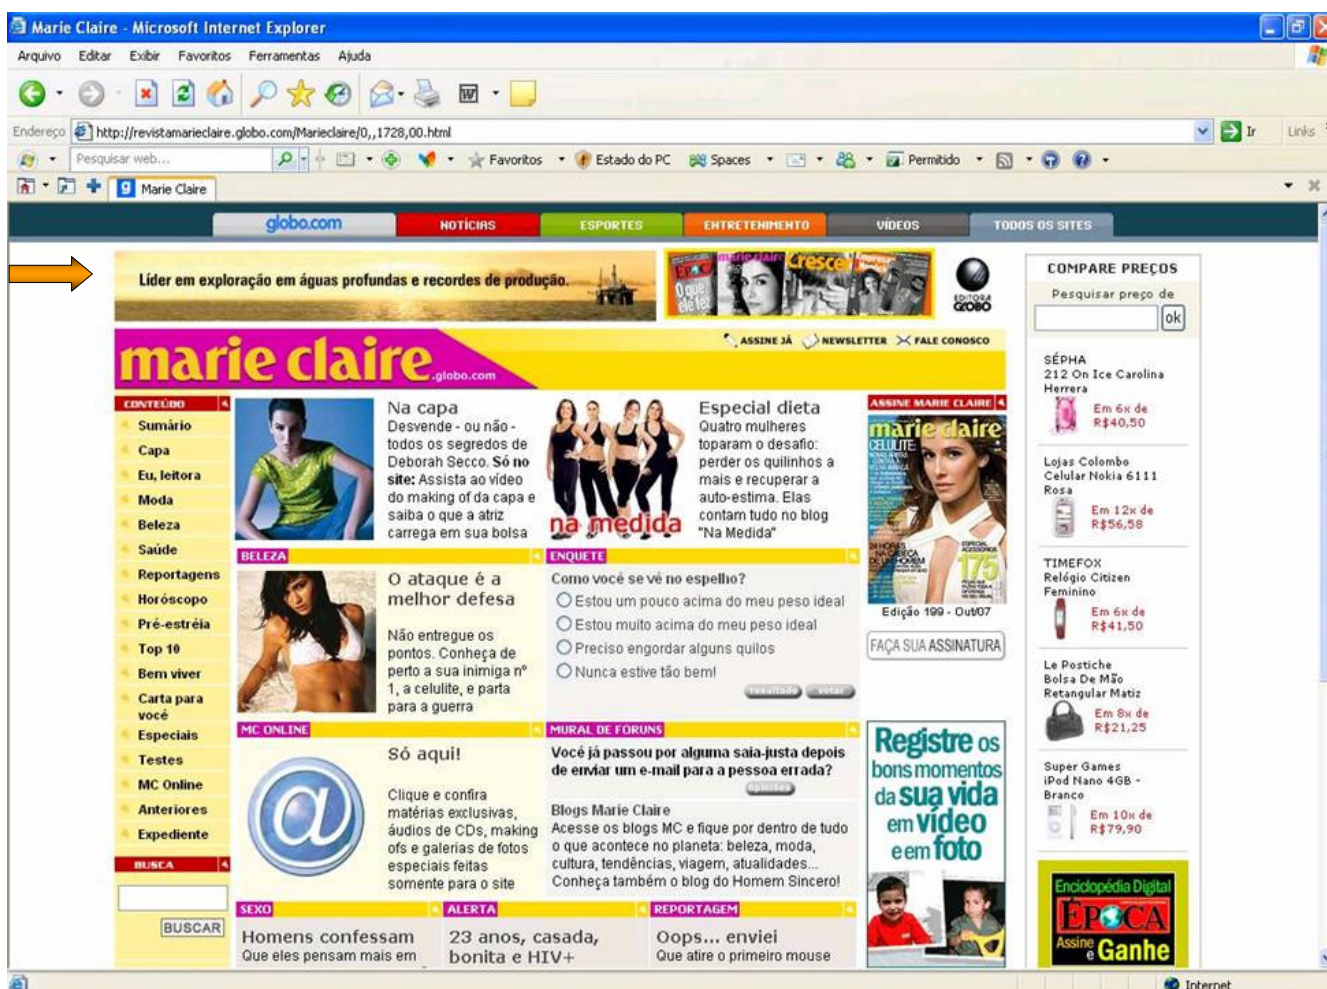 Marie Claire - Microsoft Internet Explorer
Arquivo Editar Exibir Favoritos Ferramentas Ajuda
Endereço http://revistamarieclaire.globo.com/Marieclaire/0,,1728,00.html Ir Links
Pesquisar web... Favoritos Estado do PC Spaces Permitido
Marie Claire
globo.com NOTÍCIAS ESPORTES ENTRETENIMENTO VÍDEOS TODOS OS SITES
Líder em exploração em águas profundas e recordes de produção.
ÉPOCA
O que
ele fez
marie claire
Crescer
EDITORA
GLOBO
marie claire
.globo.com
ASSINE JÁ NEWSLETTER FALE CONOSCO
CONTEÚDO
Sumário
Capa
Eu, leitora
Moda
Beleza
Saúde
Reportagens
Horóscopo
Pré-estréia
Top 10
Bem viver
Carta para
você
Especiais
Testes
MC Online
Anteriores
Expediente
BUSCA
BUSCAR
Na capa
Desvende - ou não -
todos os segredos de
Deborah Secco. Só no
site: Assista ao vídeo
do making of da capa e
saiba o que a atriz
carrega em sua bolsa
na medida
Especial dieta
Quatro mulheres
toparam o desafio:
perder os quilinhos a
mais e recuperar a
auto-estima. Elas
contam tudo no blog
"Na Medida"
BELEZA
O ataque é a
melhor defesa
Não entregue os
pontos. Conheça de
perto a sua inimiga nº
1, a celulite, e parta
para a guerra
ENQUETE
Como você se vê no espelho?
Estou um pouco acima do meu peso ideal
Estou muito acima do meu peso ideal
Preciso engordar alguns quilos
Nunca estive tão bem!
resultado votar
MC ONLINE
Só aqui!
Clique e confira
matérias exclusivas,
áudios de CDs, making
ofs e galerias de fotos
especiais feitas
somente para o site
MURAL DE FÓRUNS
Você já passou por alguma saia-justa depois
de enviar um e-mail para a pessoa errada?
opiniões
Blogs Marie Claire
Acesse os blogs MC e fique por dentro de tudo
o que acontece no planeta: beleza, moda,
cultura, tendências, viagem, atualidades...
Conheça também o blog do Homem Sincero!
SEXO
Homens confessam
Que eles pensam mais em
ALERTA
23 anos, casada,
bonita e HIV+
REPORTAGEM
Oops... enviei
Que atire o primeiro mouse
ASSINE MARIE CLAIRE
marie claire
CELULITE
24 HORAS
NA CABEÇA
DE UM HOMEM
ESPECIAL
ACESSÓRIOS
175
Edição 199 - Out/07
FAÇA SUA ASSINATURA
Registre os
bons momentos
da sua vida
em vídeo
e em foto
COMPARE PREÇOS
Pesquisar preço de
ok
SÉPHA
212 On Ice Carolina
Herrera
Em 6x de
R$40,50
Lojas Colombo
Celular Nokia 6111
Rosa
Em 12x de
R$56,58
TIMEFOX
Relógio Citizen
Feminino
Em 6x de
R$41,50
Le Postiche
Bolsa De Mão
Retangular Matiz
Em 8x de
R$21,25
Super Games
iPod Nano 4GB -
Branco
Em 10x de
R$79,90
Enciclopédia Digital
ÉPOCA
Assine
e Ganhe
Internet